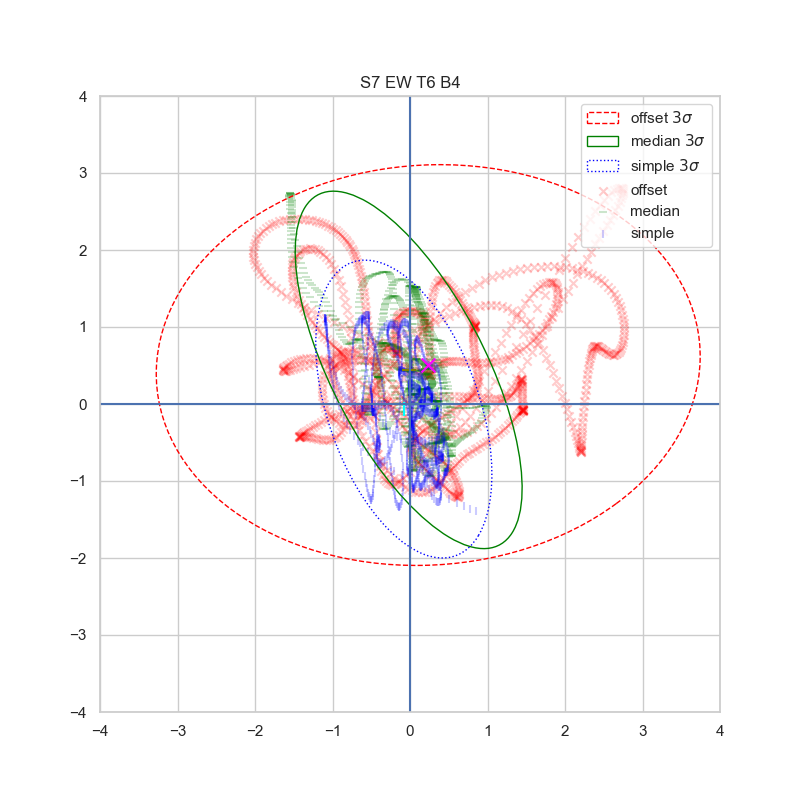 S7 EW T6 B4
4
3
2
1
0
−1
−2
−3
−4
−4
−3
−2
−1
0
1
2
3
4
offset 3σ
median 3σ
simple 3σ
offset
median
simple